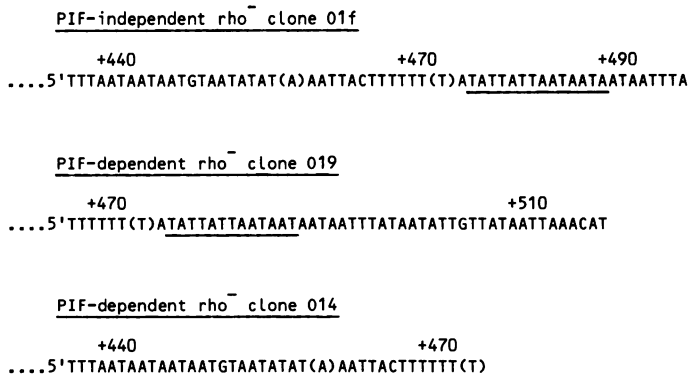 PIF-independent rho⁻ clone 01f
+440 +470 +490
....5'TTTAATAATAATGTAATATAT(A)AATTACTTTTTT(T)ATATTATTAATAATAATAATTTA
PIF-dependent rho⁻ clone 019
+470 +510
....5'TTTTTT(T)ATATTATTAATAATAATAATTTATAATATTGTTATAATTAAACAT
PIF-dependent rho⁻ clone 014
+440 +470
....5'TTTAATAATAATAATGTAATATAT(A)AATTACTTTTTT(T)